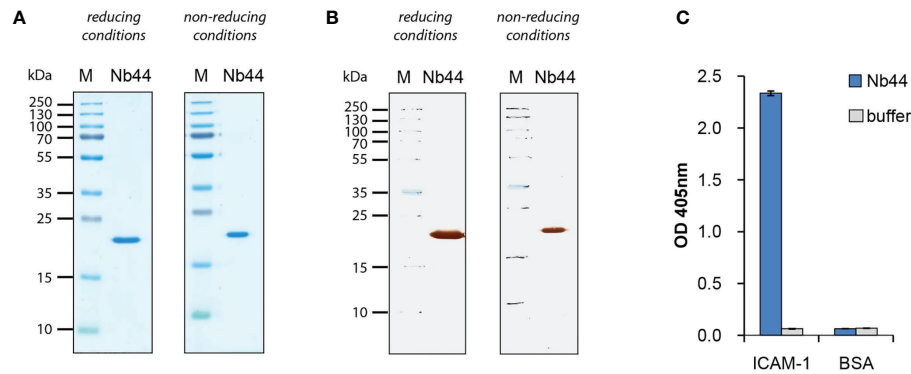 A
reducing
conditions
non-reducing
conditions
kDa
M Nb44
M Nb44
250
130
100
70
55
35
25
15
10
B
reducing
conditions
non-reducing
conditions
kDa
M Nb44
M Nb44
250
130
100
70
55
35
25
15
10
C
Nb44
buffer
OD 405nm
2.5
2.0
1.5
1.0
0.5
0.0
ICAM-1
BSA